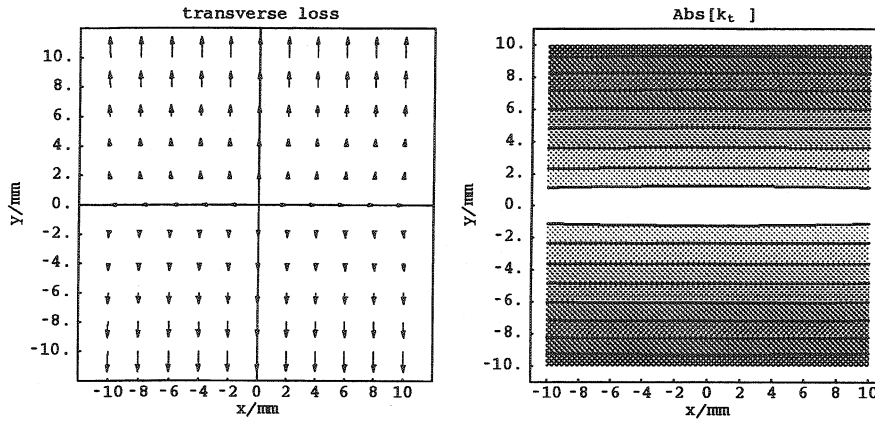 transverse loss
10.
8.
6.
4.
2.
0.
-2.
-4.
-6.
-8.
-10.
y/mm
-10 -8 -6 -4 -2 0 2 4 6 8 10
x/mm
Abs[kt ]
10.
8.
6.
4.
2.
0.
-2.
-4.
-6.
-8.
-10.
y/mm
-10 -8 -6 -4 -2 0 2 4 6 8 10
x/mm